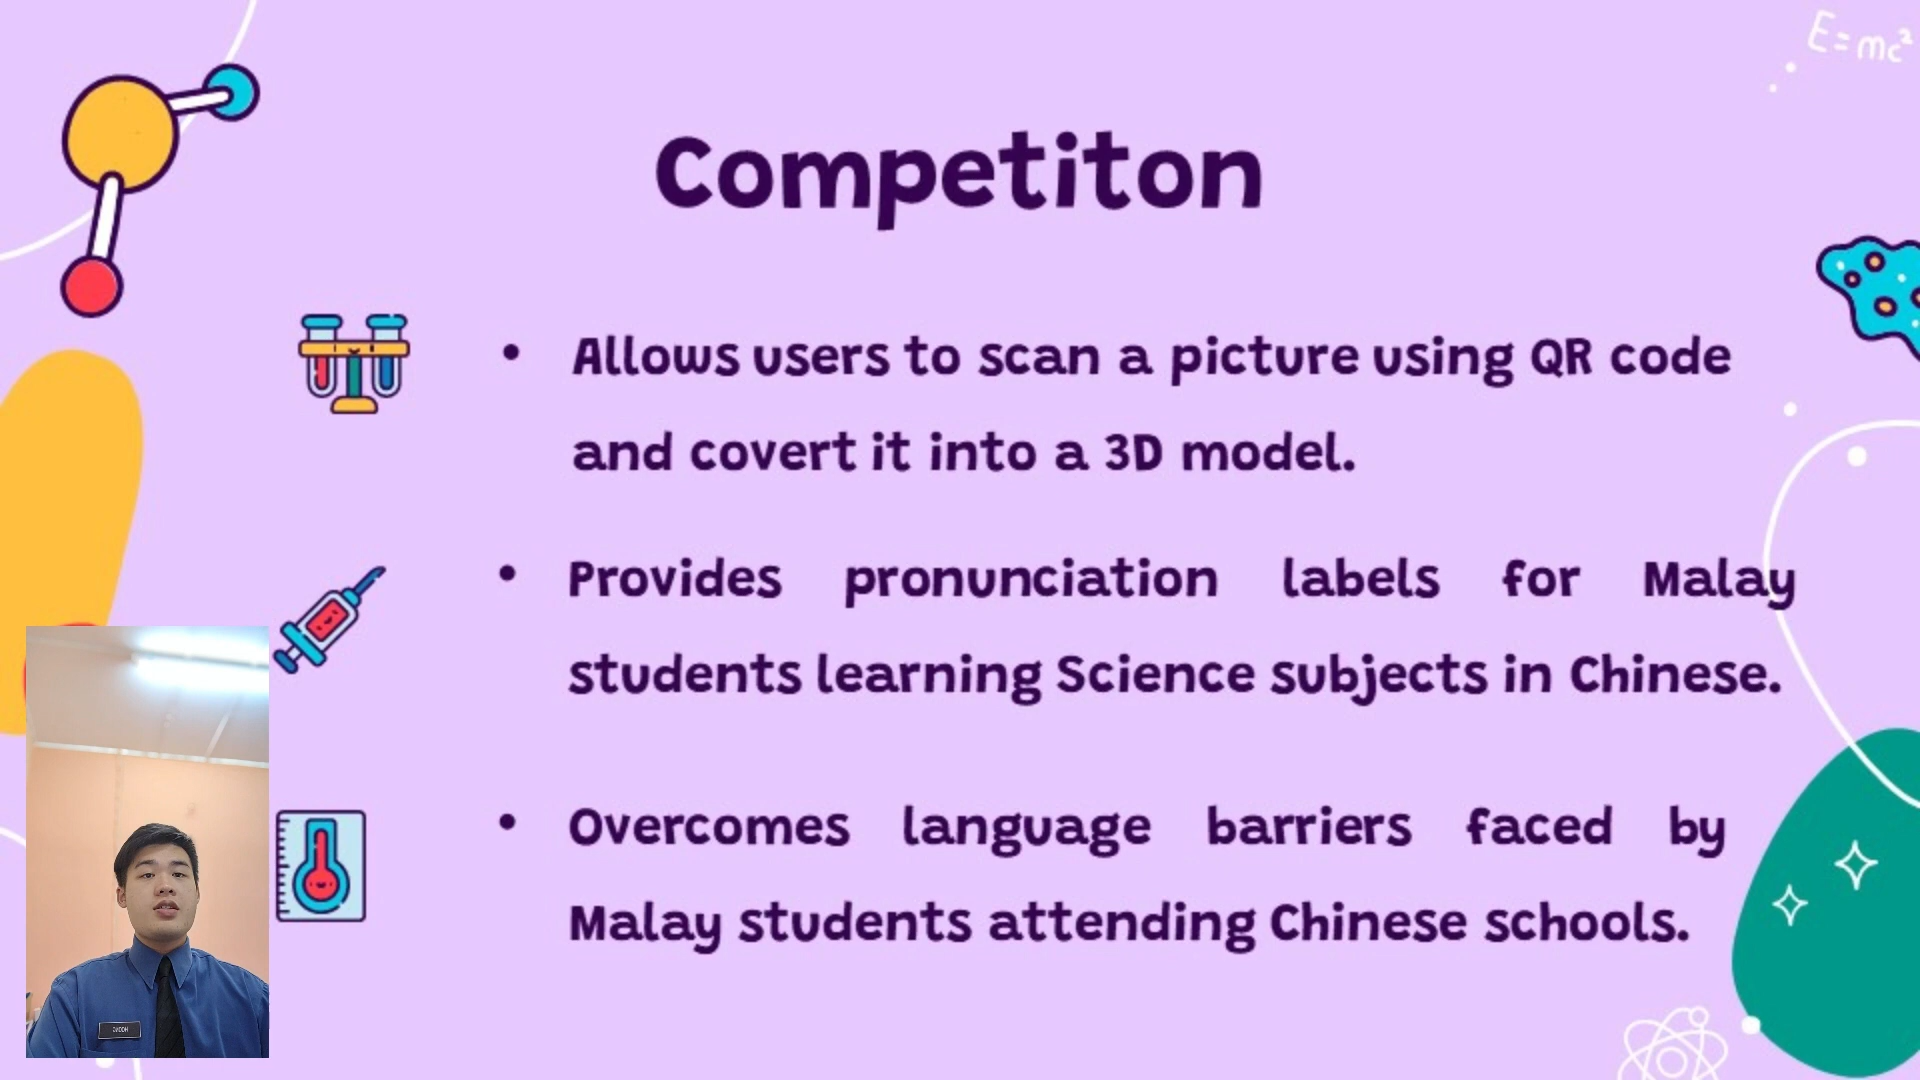 E=mc²
Competiton
• Allows users to scan a picture using QR code
and covert it into a 3D model.
• Provides pronunciation labels for Malay
students learning Science subjects in Chinese.
• Overcomes language barriers faced by
Malay students attending Chinese schools.